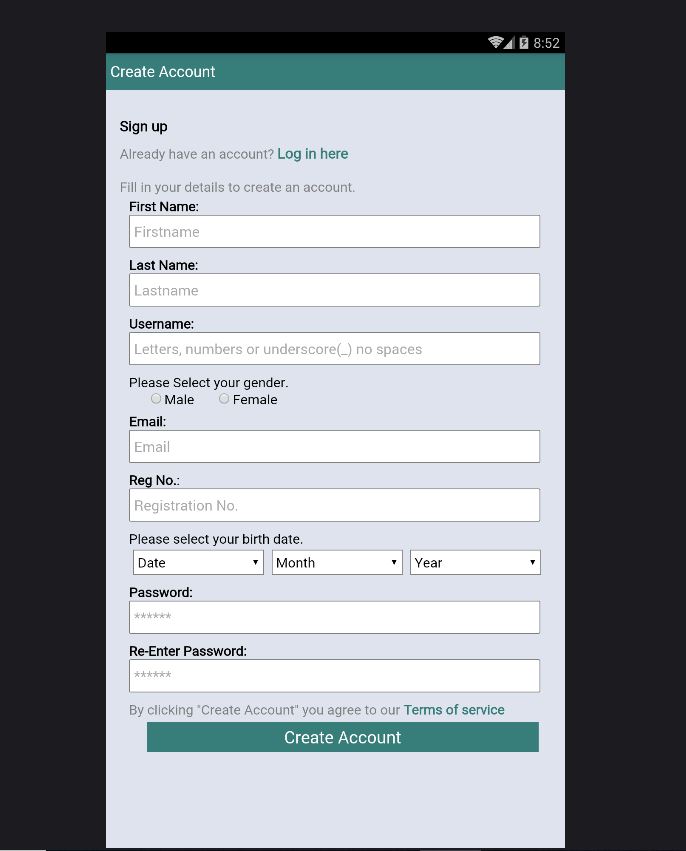 8:52
Create Account
Sign up
Already have an account? Log in here
Fill in your details to create an account.
First Name:
Firstname
Last Name:
Lastname
Username:
Letters, numbers or underscore(_) no spaces
Please Select your gender.
Male Female
Email:
Email
Reg No.:
Registration No.
Please select your birth date.
Date Month Year
Password:
******
Re-Enter Password:
******
By clicking "Create Account" you agree to our Terms of service
Create Account